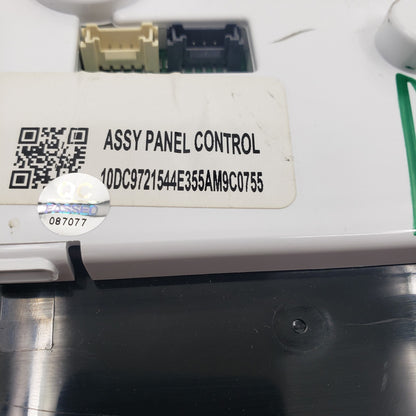 ASSY PANEL CONTROL
10DC9721544E355AM9C0755
QC
PASSED
087077